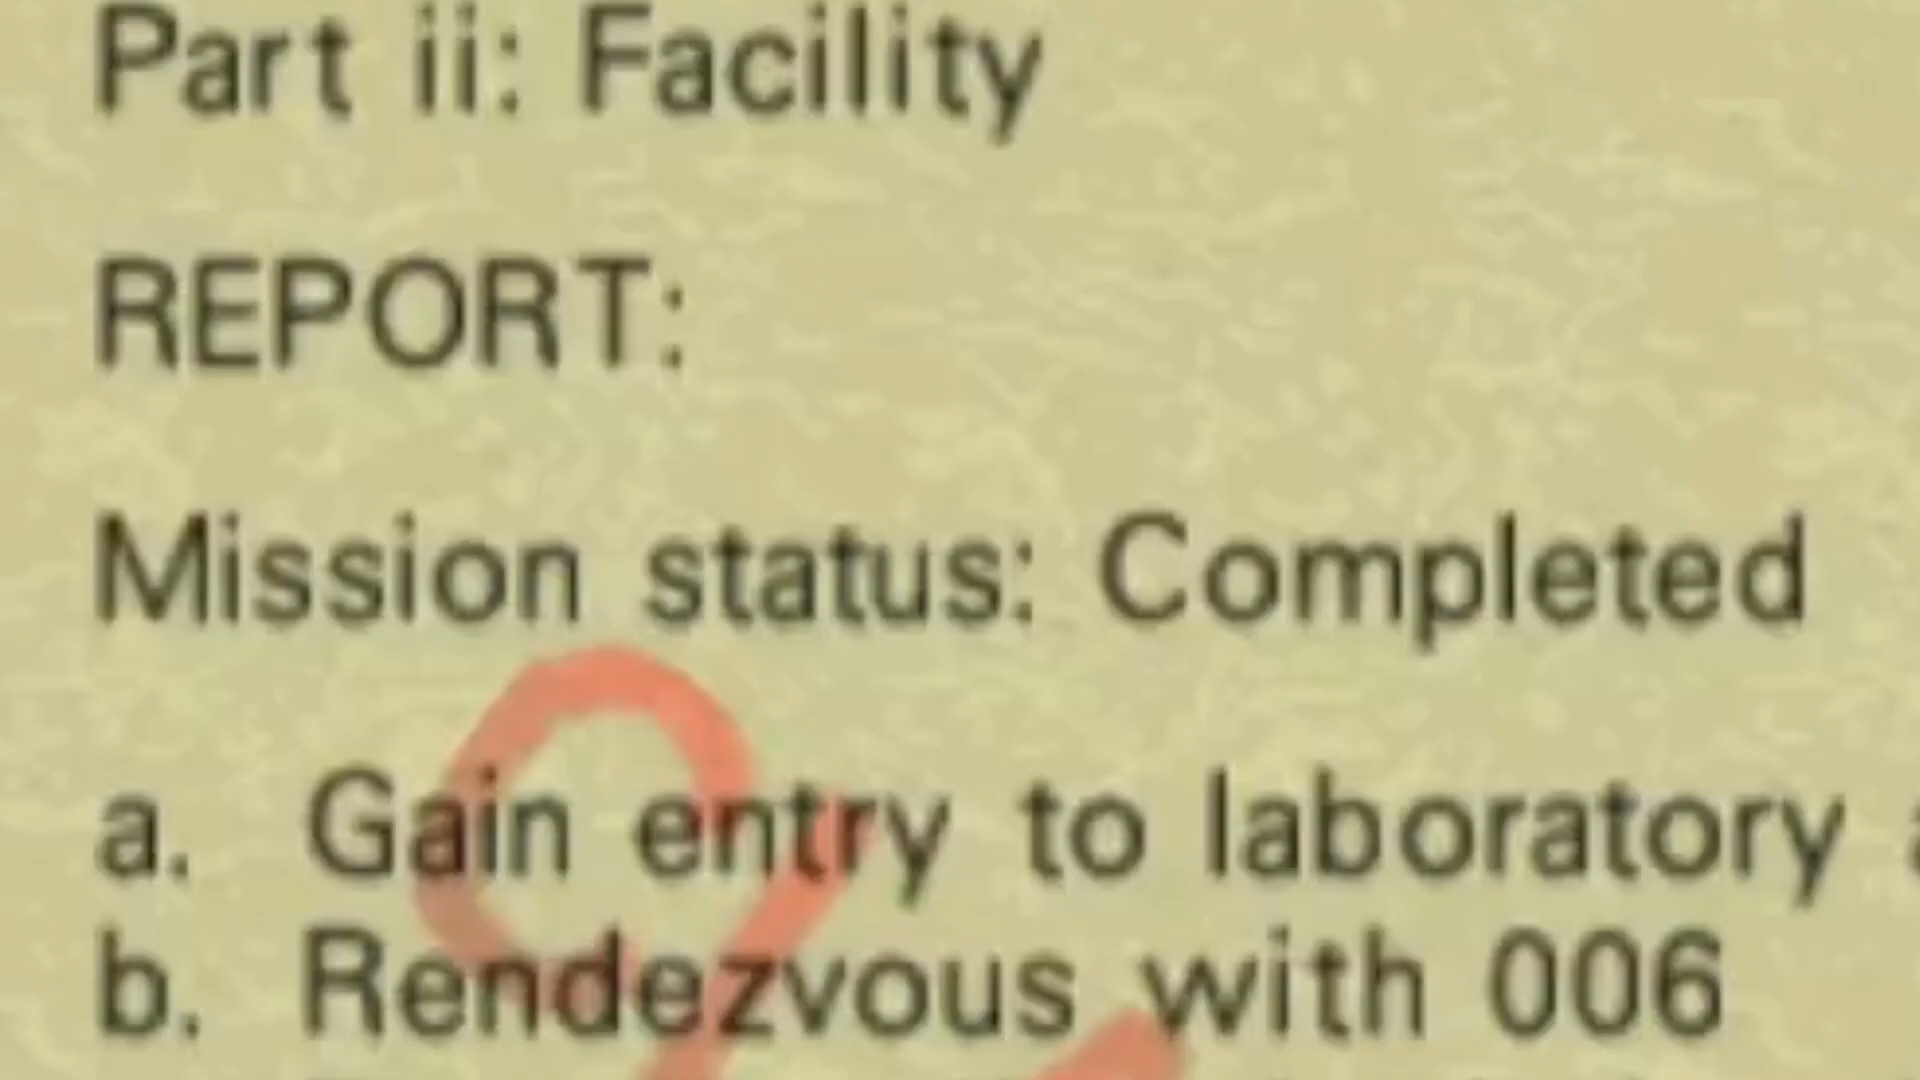 Part ii: Facility
REPORT:
Mission status: Completed
a. Gain entry to laboratory
b. Rendezvous with 006